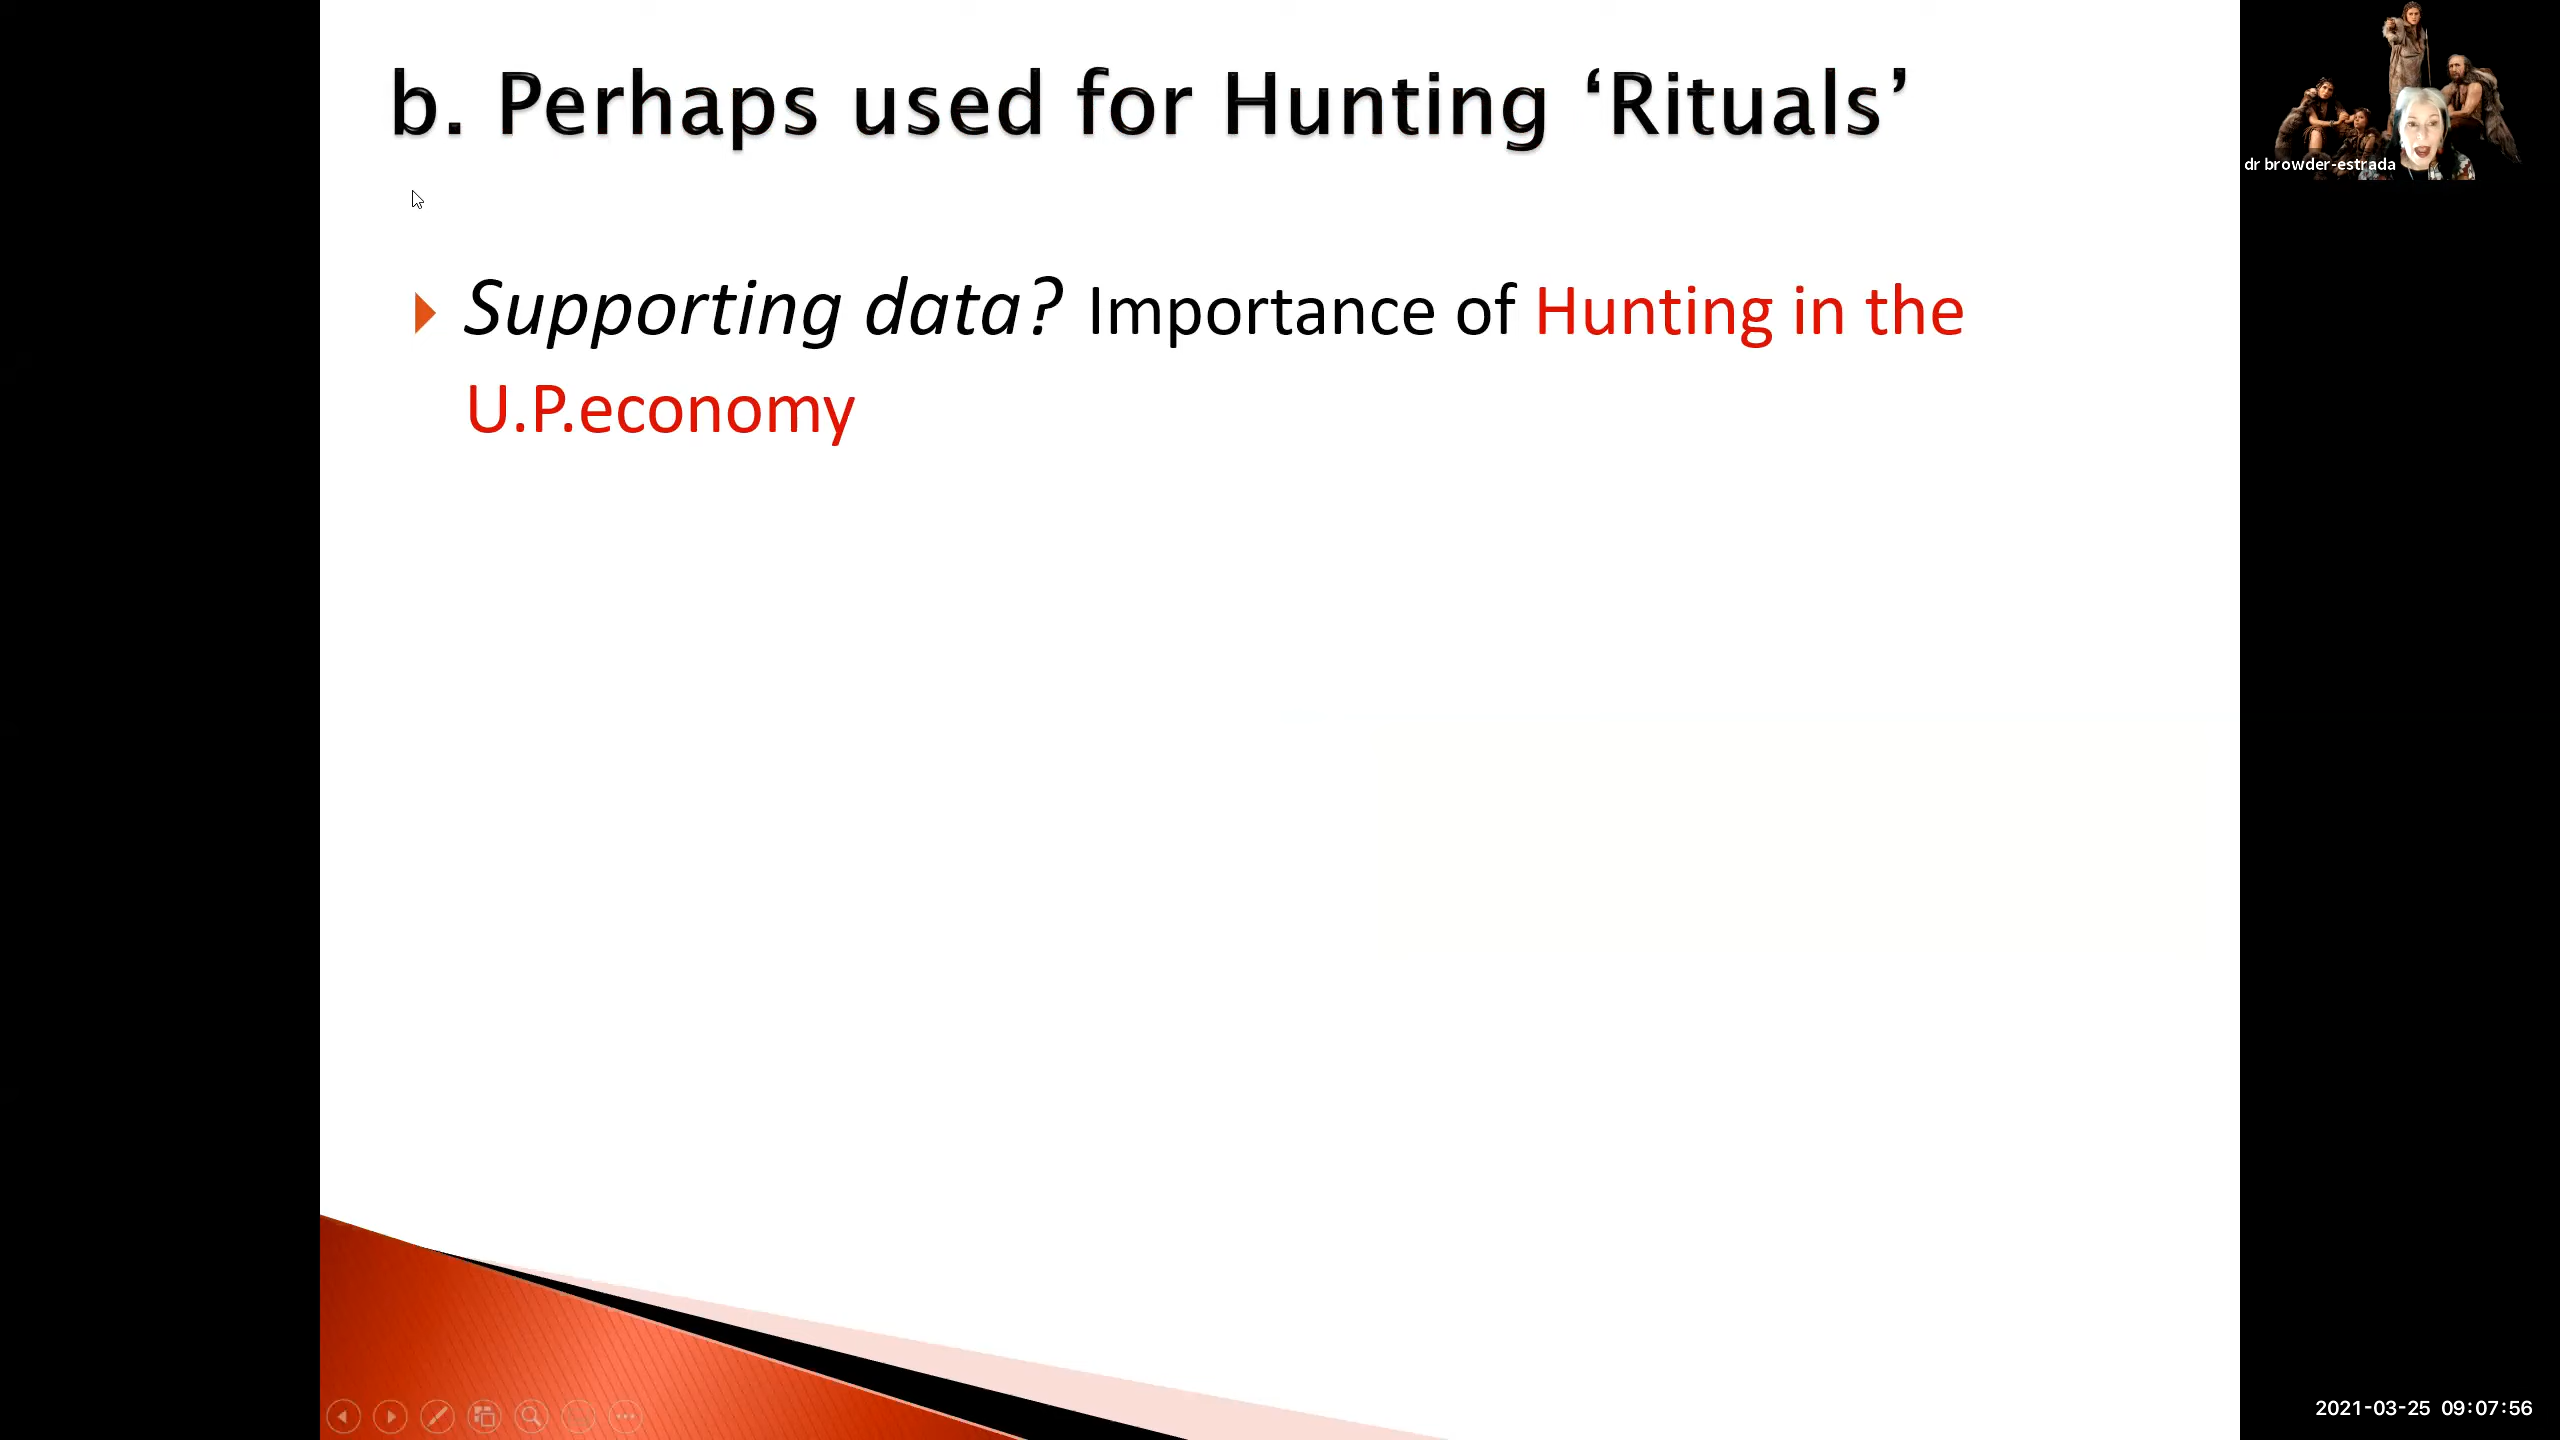 b. Perhaps used for Hunting ‘Rituals’
Supporting data? Importance of Hunting in the
U.P.economy
dr browder-estrada
2021-03-25 09:07:56